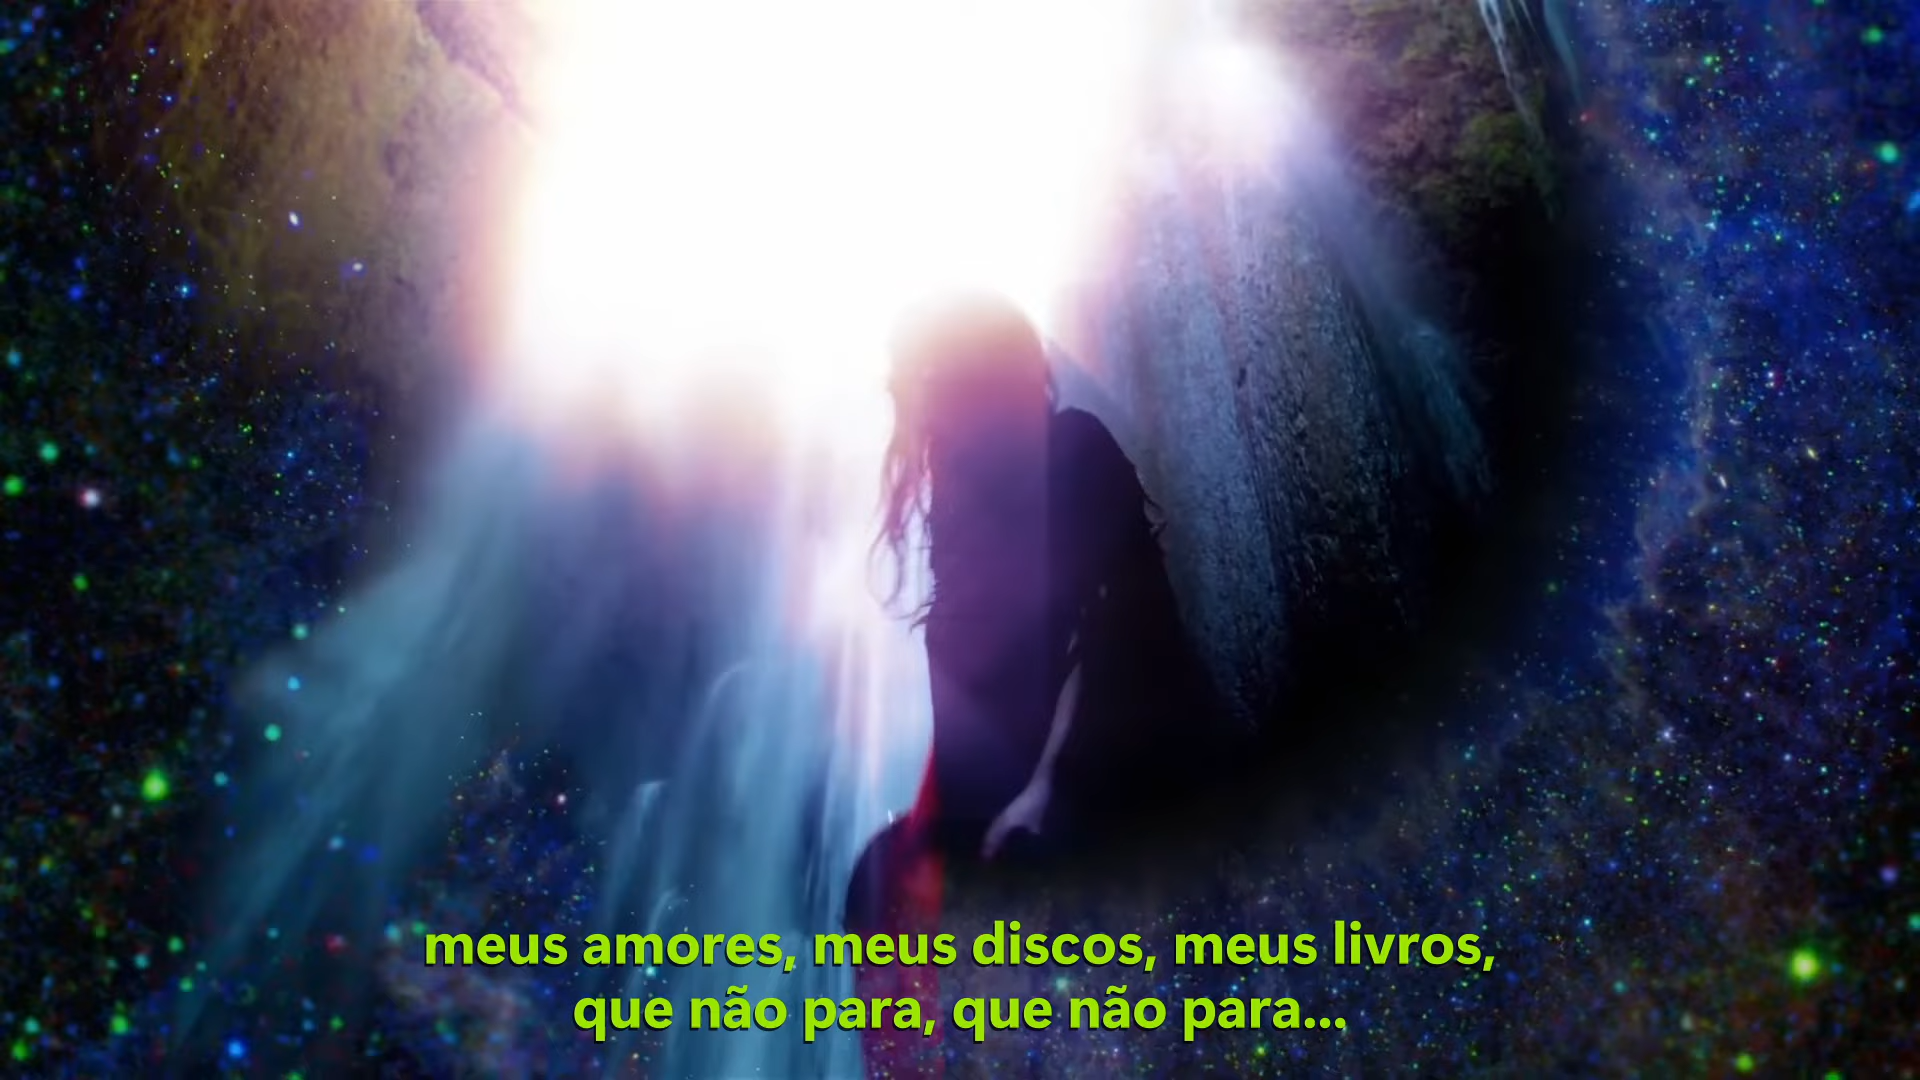 meus amores, meus discos, meus livros,
que não para, que não para...